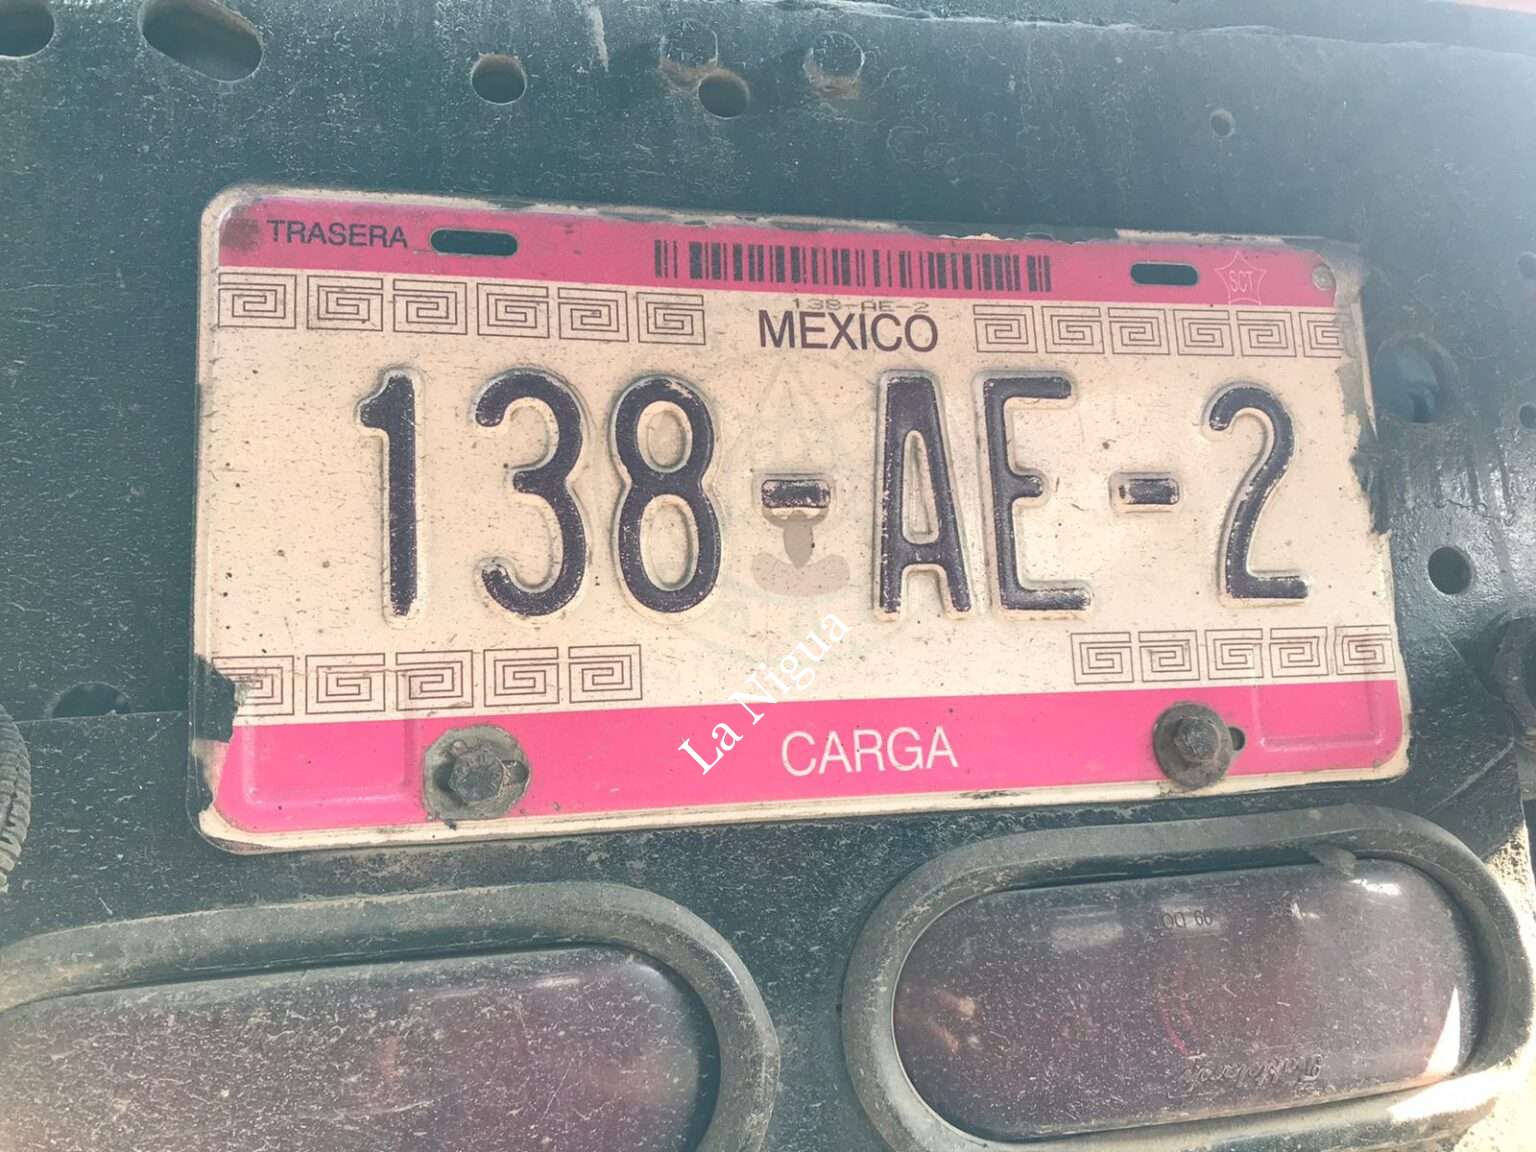 TRASERA
SCT
138-AE-2
MEXICO
138-AE-2
La Nigua
CARGA